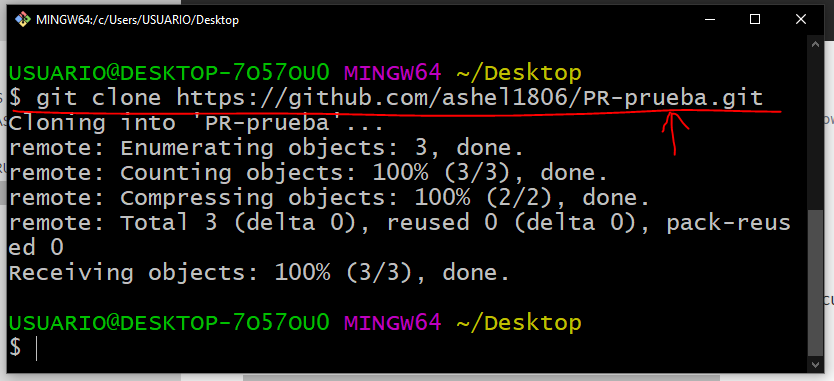 MINGW64:/c/Users/USUARIO/Desktop
USUARIO@DESKTOP-7O57OU0 MINGW64 ~/Desktop
$ git clone https://github.com/ashel1806/PR-prueba.git
Cloning into 'PR-prueba'...
remote: Enumerating objects: 3, done.
remote: Counting objects: 100% (3/3), done.
remote: Compressing objects: 100% (2/2), done.
remote: Total 3 (delta 0), reused 0 (delta 0), pack-reus
ed 0
Receiving objects: 100% (3/3), done.
USUARIO@DESKTOP-7O57OU0 MINGW64 ~/Desktop
$